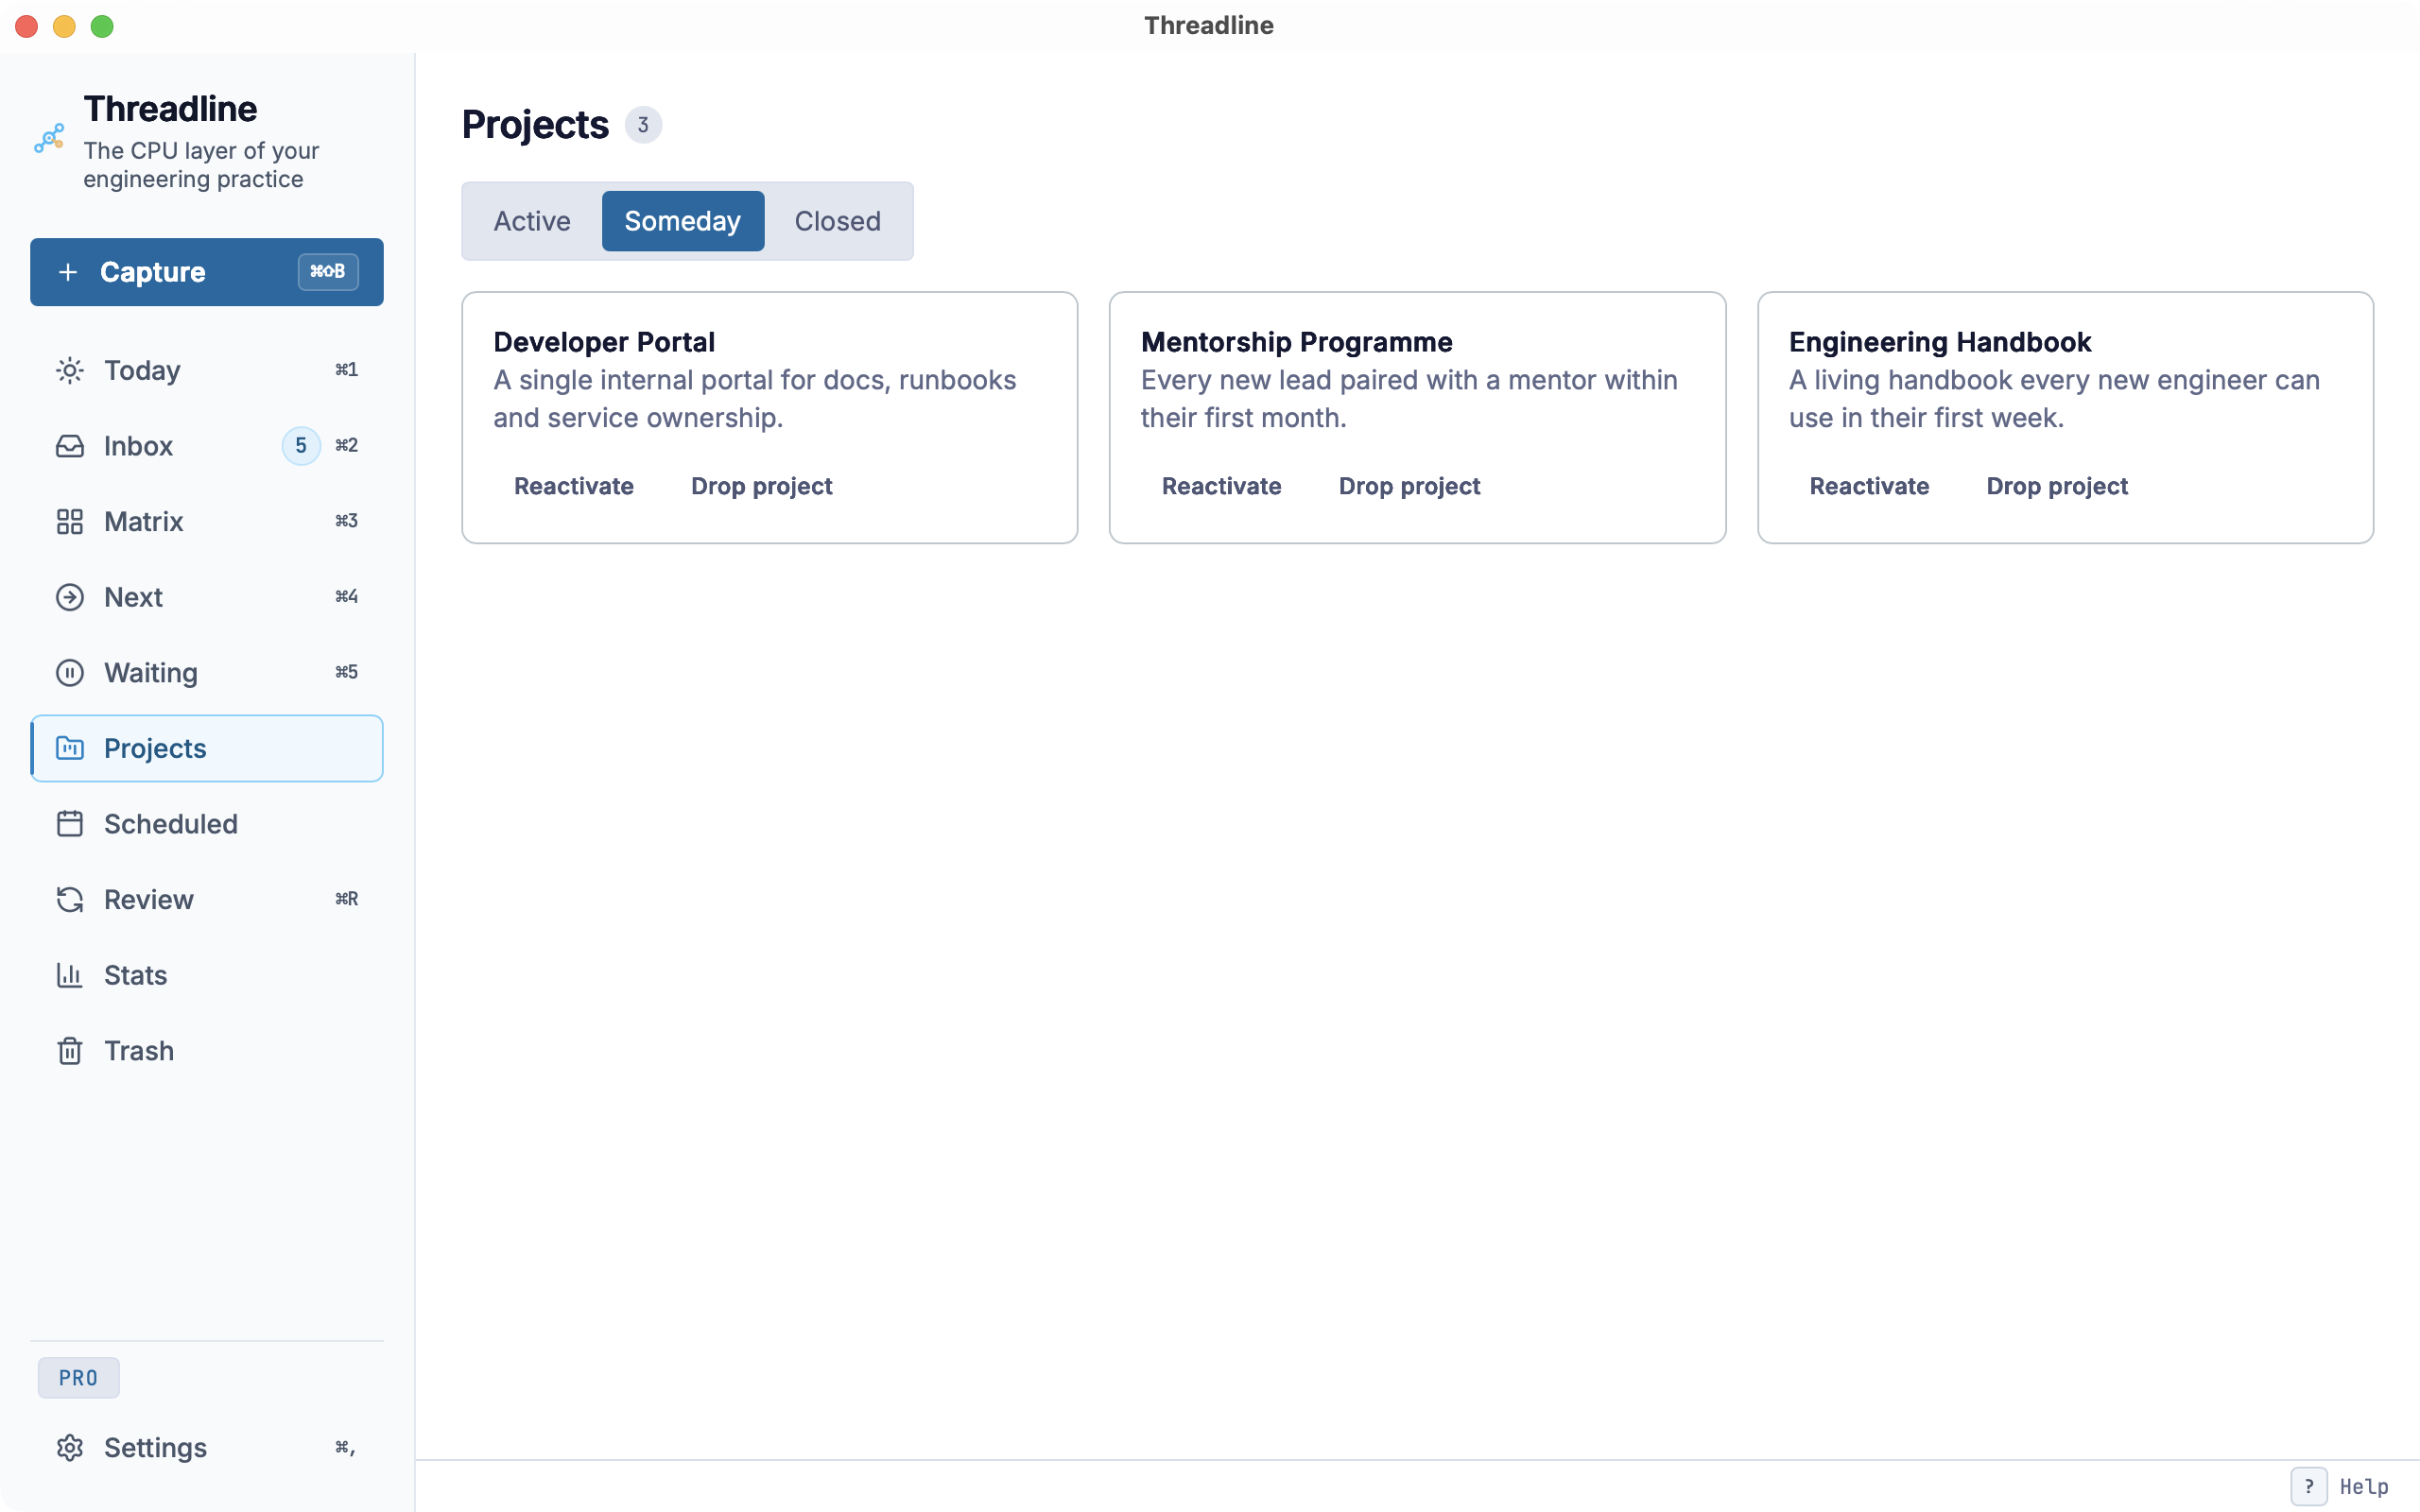 Threadline
Threadline
The CPU layer of your
engineering practice
+ Capture ⌘⇧B
Today ⌘1
Inbox 5 ⌘2
Matrix ⌘3
Next ⌘4
Waiting ⌘5
Projects
Scheduled
Review ⌘R
Stats
Trash
PRO
Settings ⌘,
Projects 3
Active Someday Closed
Developer Portal
A single internal portal for docs, runbooks
and service ownership.
Reactivate Drop project
Mentorship Programme
Every new lead paired with a mentor within
their first month.
Reactivate Drop project
Engineering Handbook
A living handbook every new engineer can
use in their first week.
Reactivate Drop project
? Help